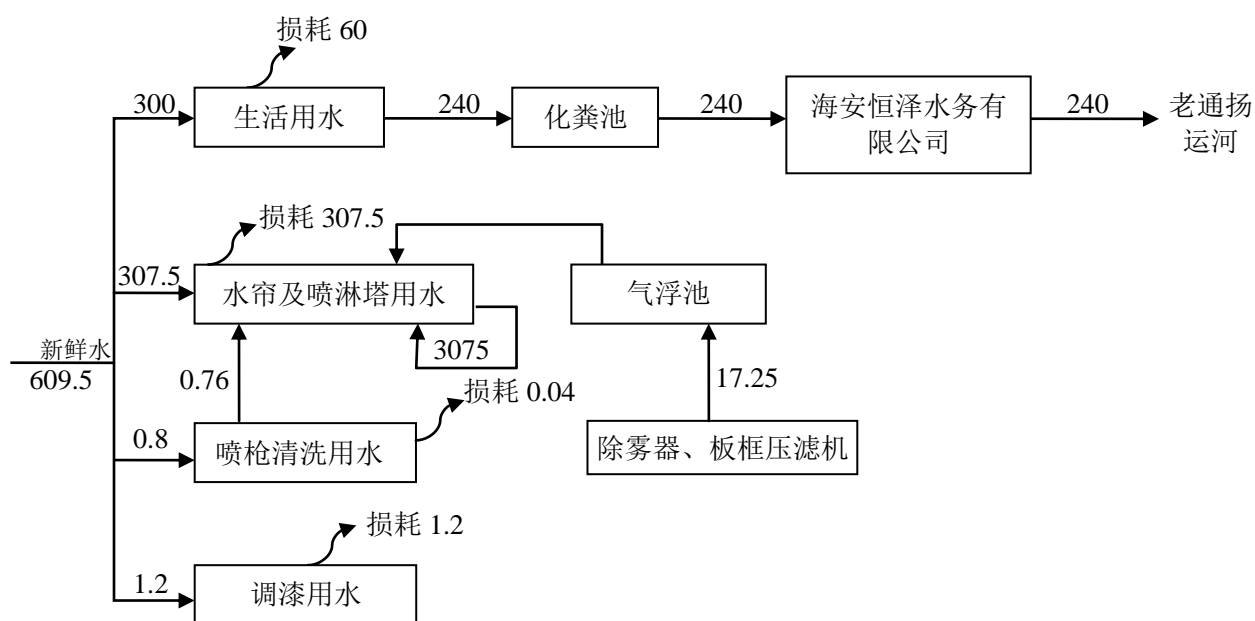 损耗 60
300
生活用水
240
化粪池
240
海安恒泽水务有
限公司
240
老通扬
运河
损耗 307.5
307.5
水帘及喷淋塔用水
气浮池
3075
新鲜水
609.5
0.76
损耗 0.04
17.25
0.8
喷枪清洗用水
除雾器、板框压滤机
损耗 1.2
1.2
调漆用水